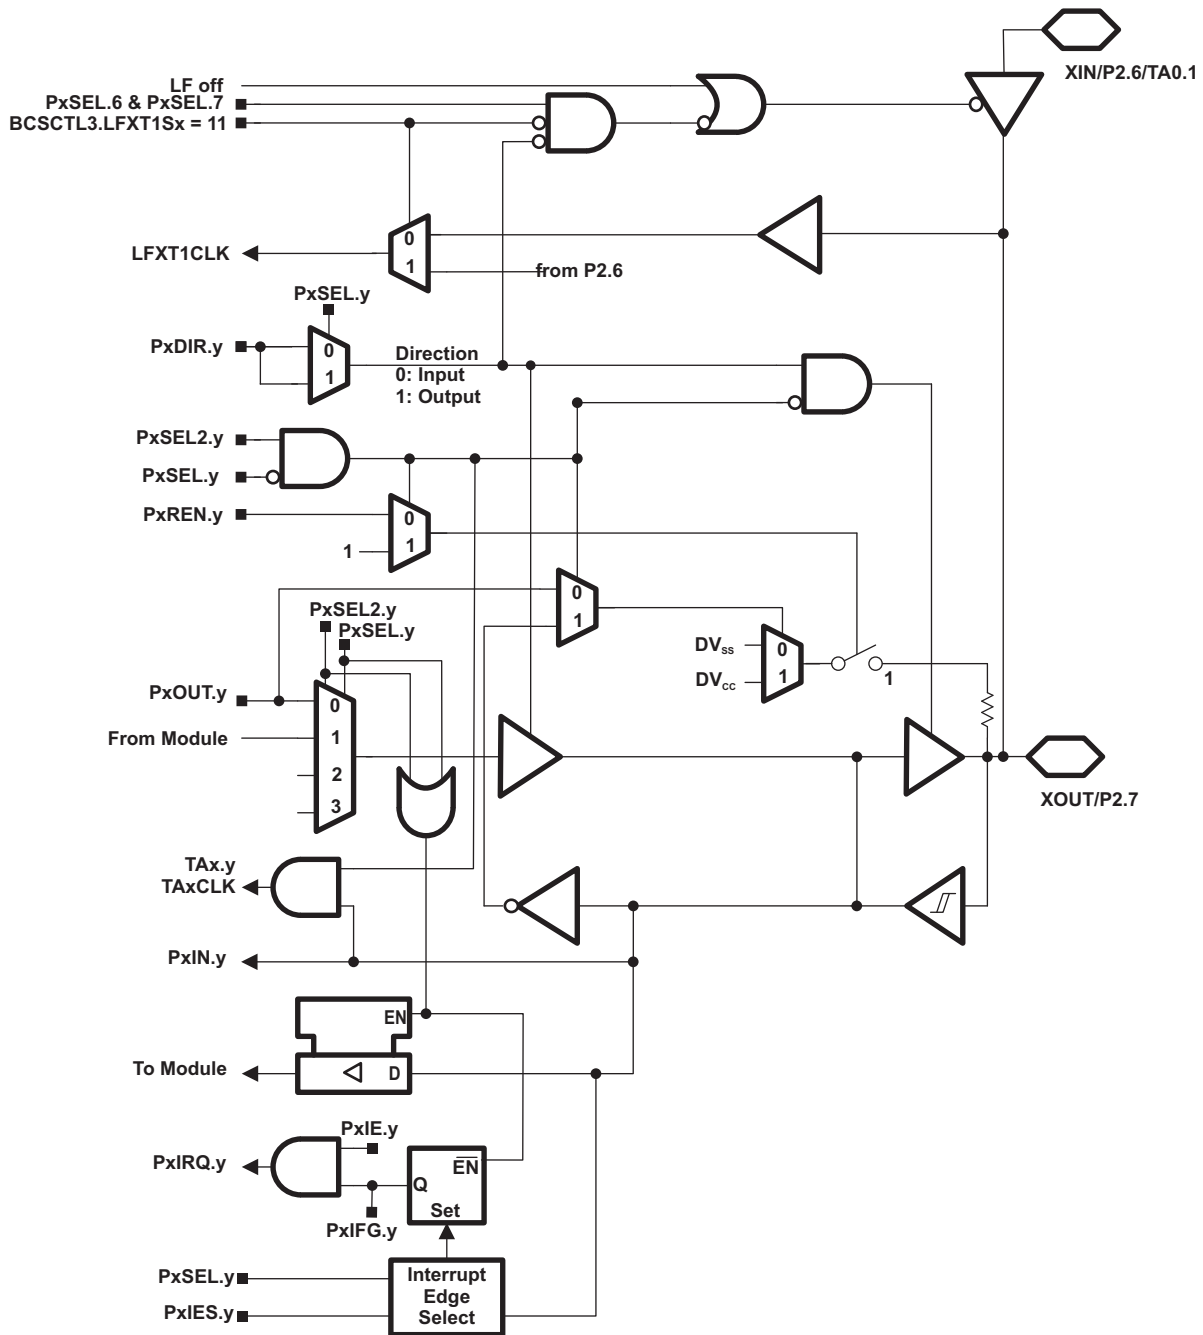 XIN/P2.6/TA0.1
LF off
PxSEL.6 & PxSEL.7
BCSCTL3.LFXT1Sx = 11
0
LFXT1CLK
1
from P2.6
PxSEL.y
PxDIR.y
0
1
Direction
0: Input
1: Output
PxSEL2.y
PxSEL.y
PxREN.y
0
1
1
0
1
PxSEL2.y
PxSEL.y
DVSS
0
DVCC
1
1
PxOUT.y
0
From Module
1
2
3
XOUT/P2.7
TAx.y
TAxCLK
PxIN.y
EN
To Module
D
PxIE.y
PxIRQ.y
EN
Q
Set
PxIFG.y
PxSEL.y
PxIES.y
Interrupt
Edge
Select